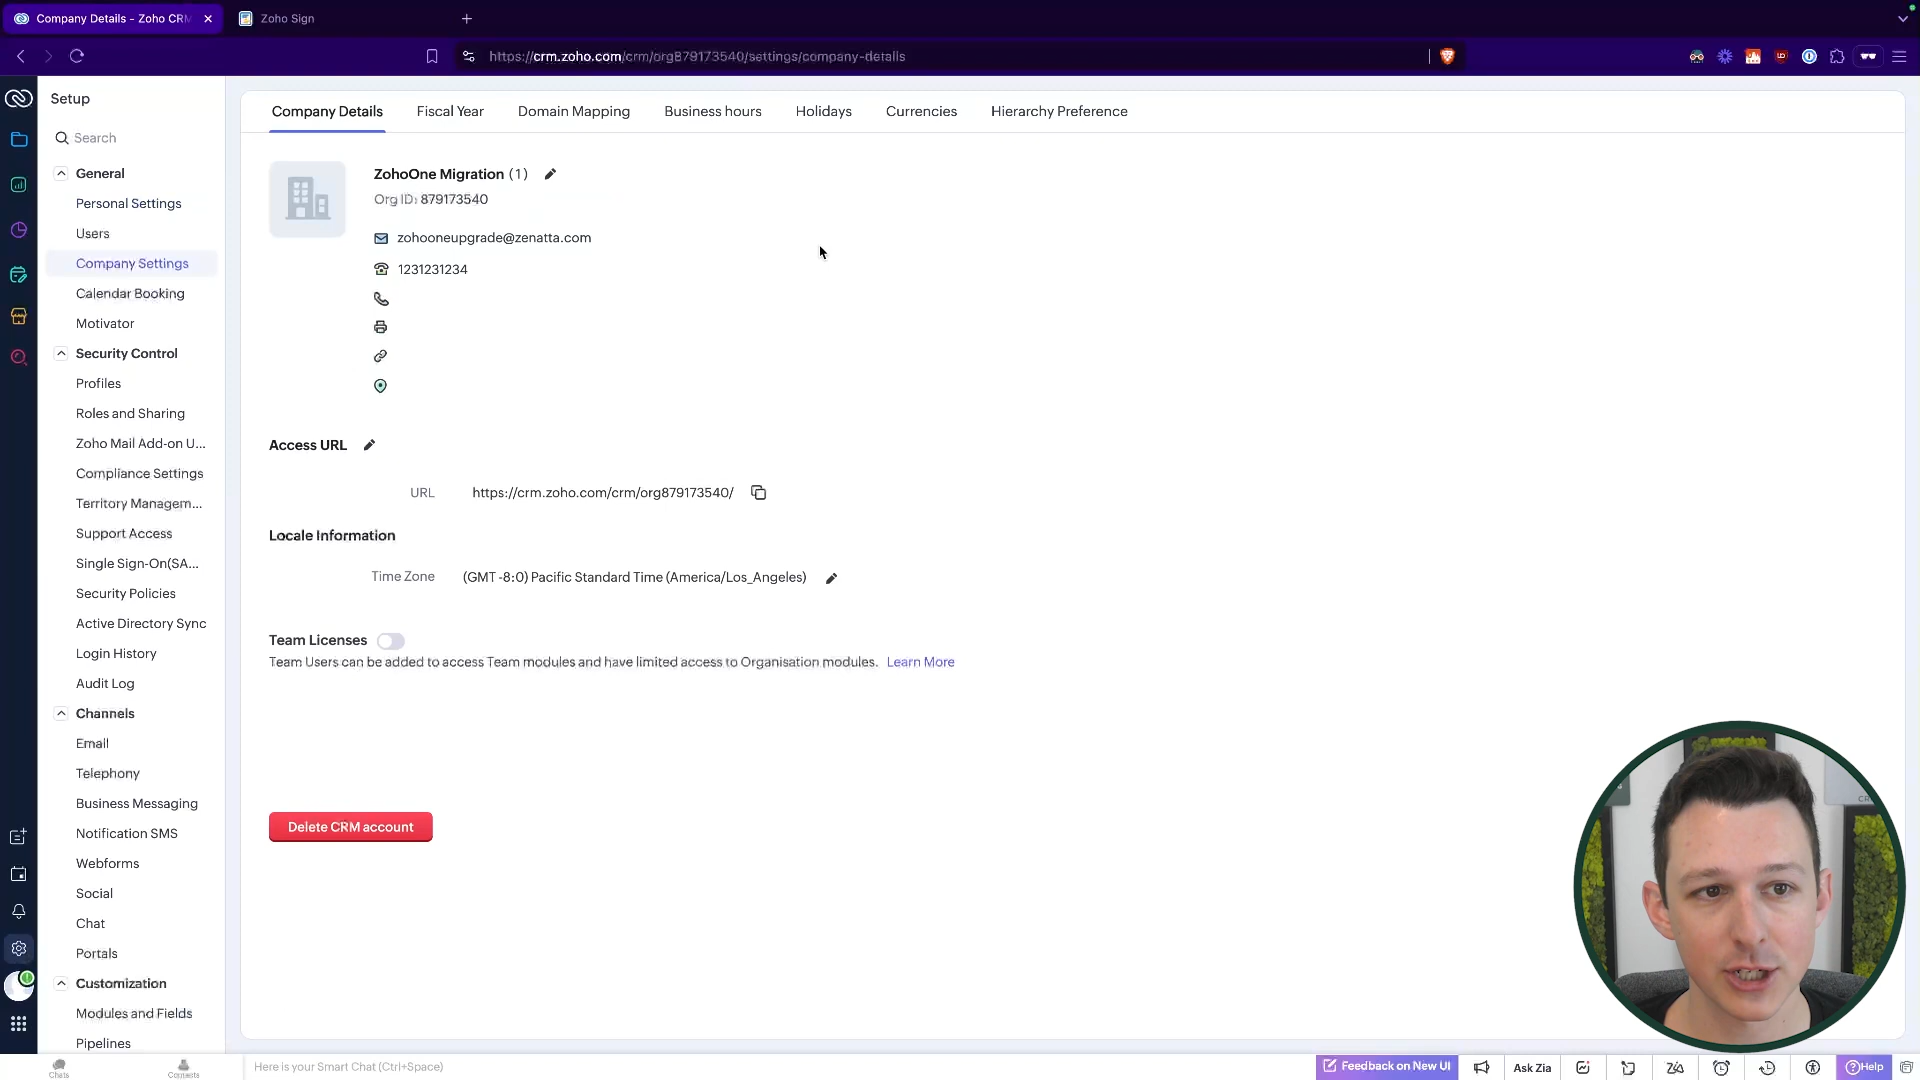 Company Details - Zoho CRM
Zoho Sign
https://crm.zoho.com/crm/org879173540/settings/company-details
Setup
Search
General
Personal Settings
Users
Company Settings
Calendar Booking
Motivator
Security Control
Profiles
Roles and Sharing
Zoho Mail Add-on U...
Compliance Settings
Territory Managem...
Support Access
Single Sign-On(SA...
Security Policies
Active Directory Sync
Login History
Audit Log
Channels
Email
Telephony
Business Messaging
Notification SMS
Webforms
Social
Chat
Portals
Customization
Modules and Fields
Pipelines
Company Details
Fiscal Year
Domain Mapping
Business hours
Holidays
Currencies
Hierarchy Preference
ZohoOne Migration (1)
Org ID: 879173540
zohooneupgrade@zenatta.com
1231231234
Access URL
URL https://crm.zoho.com/crm/org879173540/
Locale Information
Time Zone (GMT -8:0) Pacific Standard Time (America/Los_Angeles)
Team Licenses
Team Users can be added to access Team modules and have limited access to Organisation modules. Learn More
Delete CRM account
Chats
Contacts
Here is your Smart Chat (Ctrl+Space)
Feedback on New UI
Ask Zia
Help